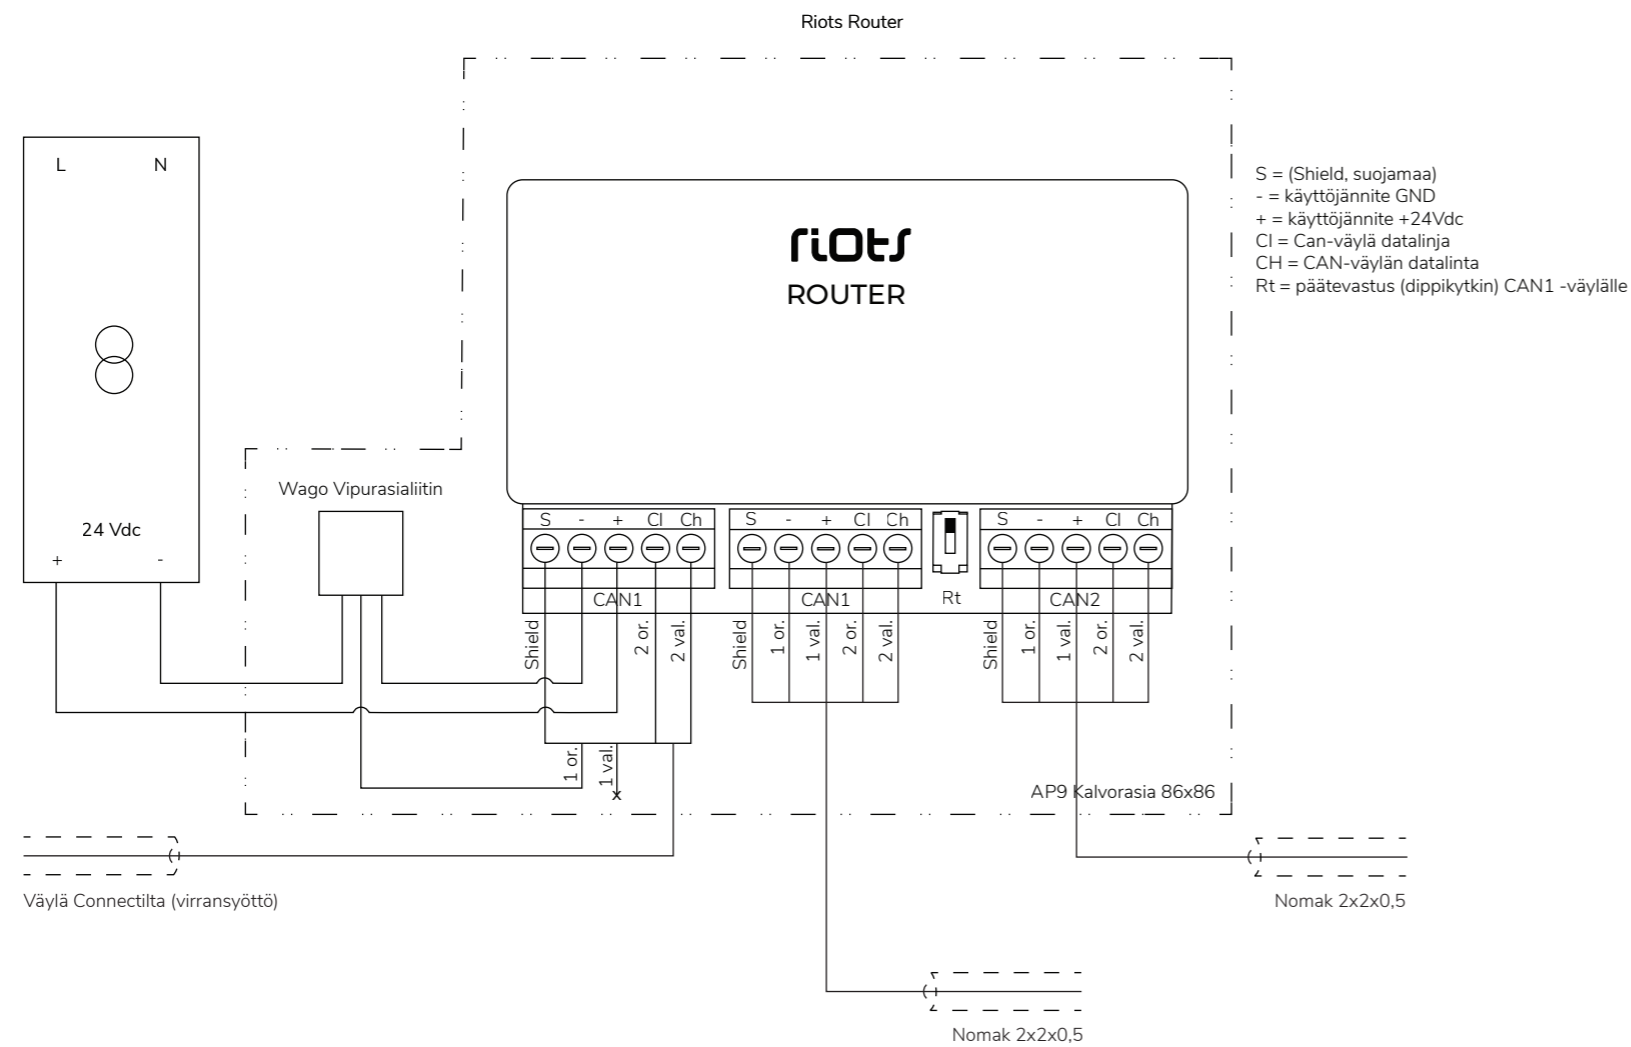 Riots Router
L N
S = (Shield, suojamaa)
- = käyttöjännite GND
+ = käyttöjännite +24Vdc
Cl = Can-väylä datalinja
CH = CAN-väylän datalinta
Rt = päätevastus (dippikytkin) CAN1 -väylälle
riots
ROUTER
Wago Vipurasialiitin
24 Vdc
+ -
S - + Cl Ch
S - + Cl Ch
S - + Cl Ch
CAN1
CAN1
Rt
CAN2
Shield
2 or.
2 val.
Shield
1 or.
1 val.
2 or.
2 val.
Shield
1 or.
1 val.
2 or.
2 val.
1 or.
1 val.
x
AP9 Kalvorasia 86x86
Väylä Connectilta (virransyöttö)
Nomak 2x2x0,5
Nomak 2x2x0,5